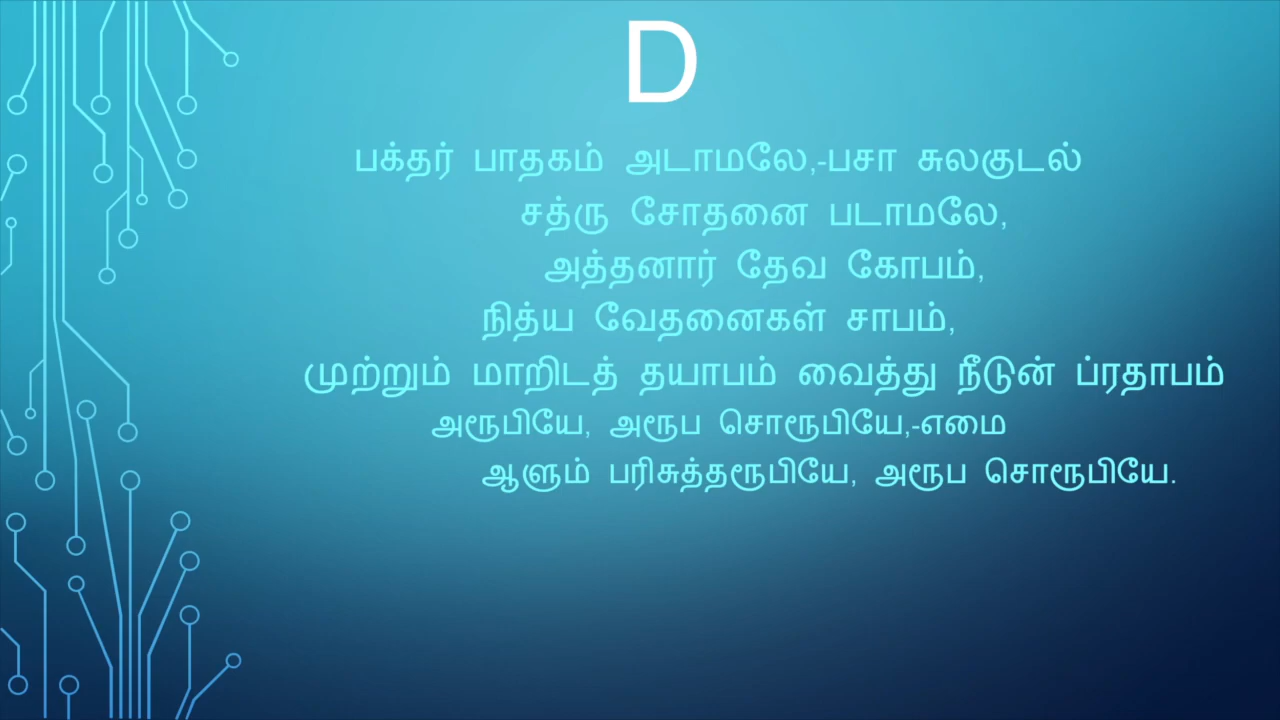 D
பக்தர் பாதகம் அடாமலே,-பசா சுலகுடல்
சத்ரு சோதனை படாமலே,
அத்தனார் தேவ கோபம்,
நித்ய வேதனைகள் சாபம்,
முற்றும் மாறிடத் தயாபம் வைத்து நீடுன் ப்ரதாபம்
அரூபியே, அரூப சொரூபியே,-எமை
ஆளும் பரிசுத்தரூபியே, அரூப சொரூபியே.